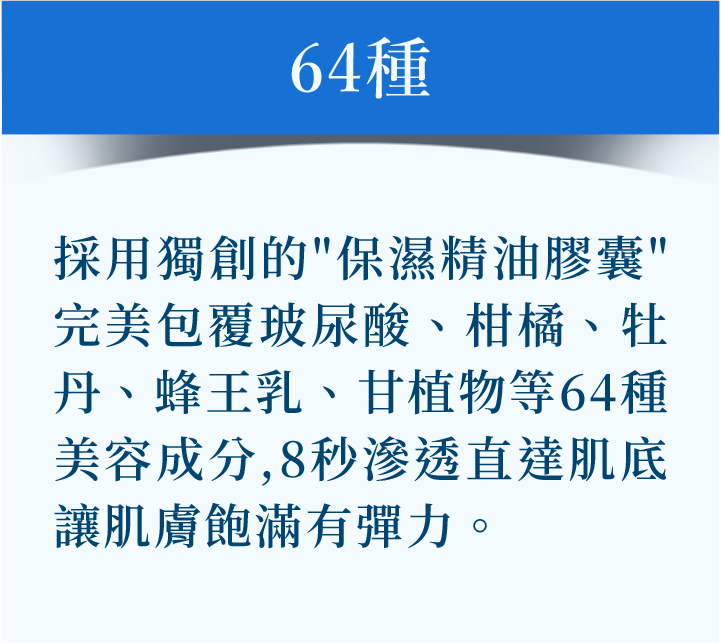 64種
採用獨創的"保濕精油膠囊"
完美包覆玻尿酸、柑橘、牡
丹、蜂王乳、甘植物等64種
美容成分,8秒滲透直達肌底
讓肌膚飽滿有彈力。